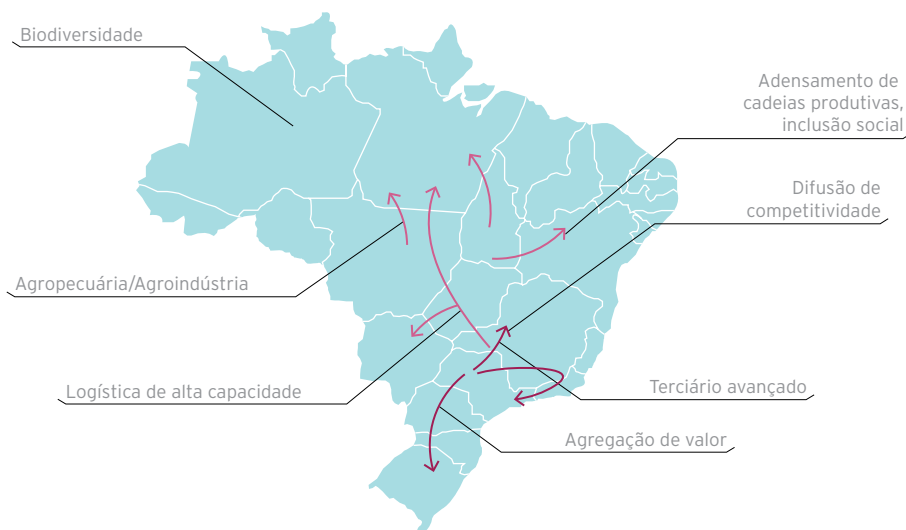 Biodiversidade
Adensamento de
cadeias produtivas,
inclusão social
Difusão de
competitividade
Agropecuária/Agroindústria
Logística de alta capacidade
Terciário avançado
Agregação de valor